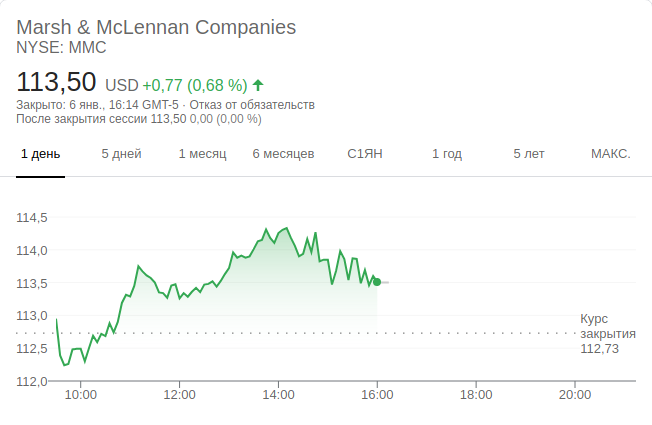 Marsh & McLennan Companies
NYSE: MMC
113,50 USD +0,77 (0,68 %)
Закрыто: 6 янв., 16:14 GMT-5 · Отказ от обязательств
После закрытия сессии 113,50 0,00 (0,00 %)
1 день 5 дней 1 месяц 6 месяцев С1ЯН 1 год 5 лет МАКС.
114,5
114,0
113,5
113,0
Курс
закрытия
112,73
112,5
112,0
10:00 12:00 14:00 16:00 18:00 20:00